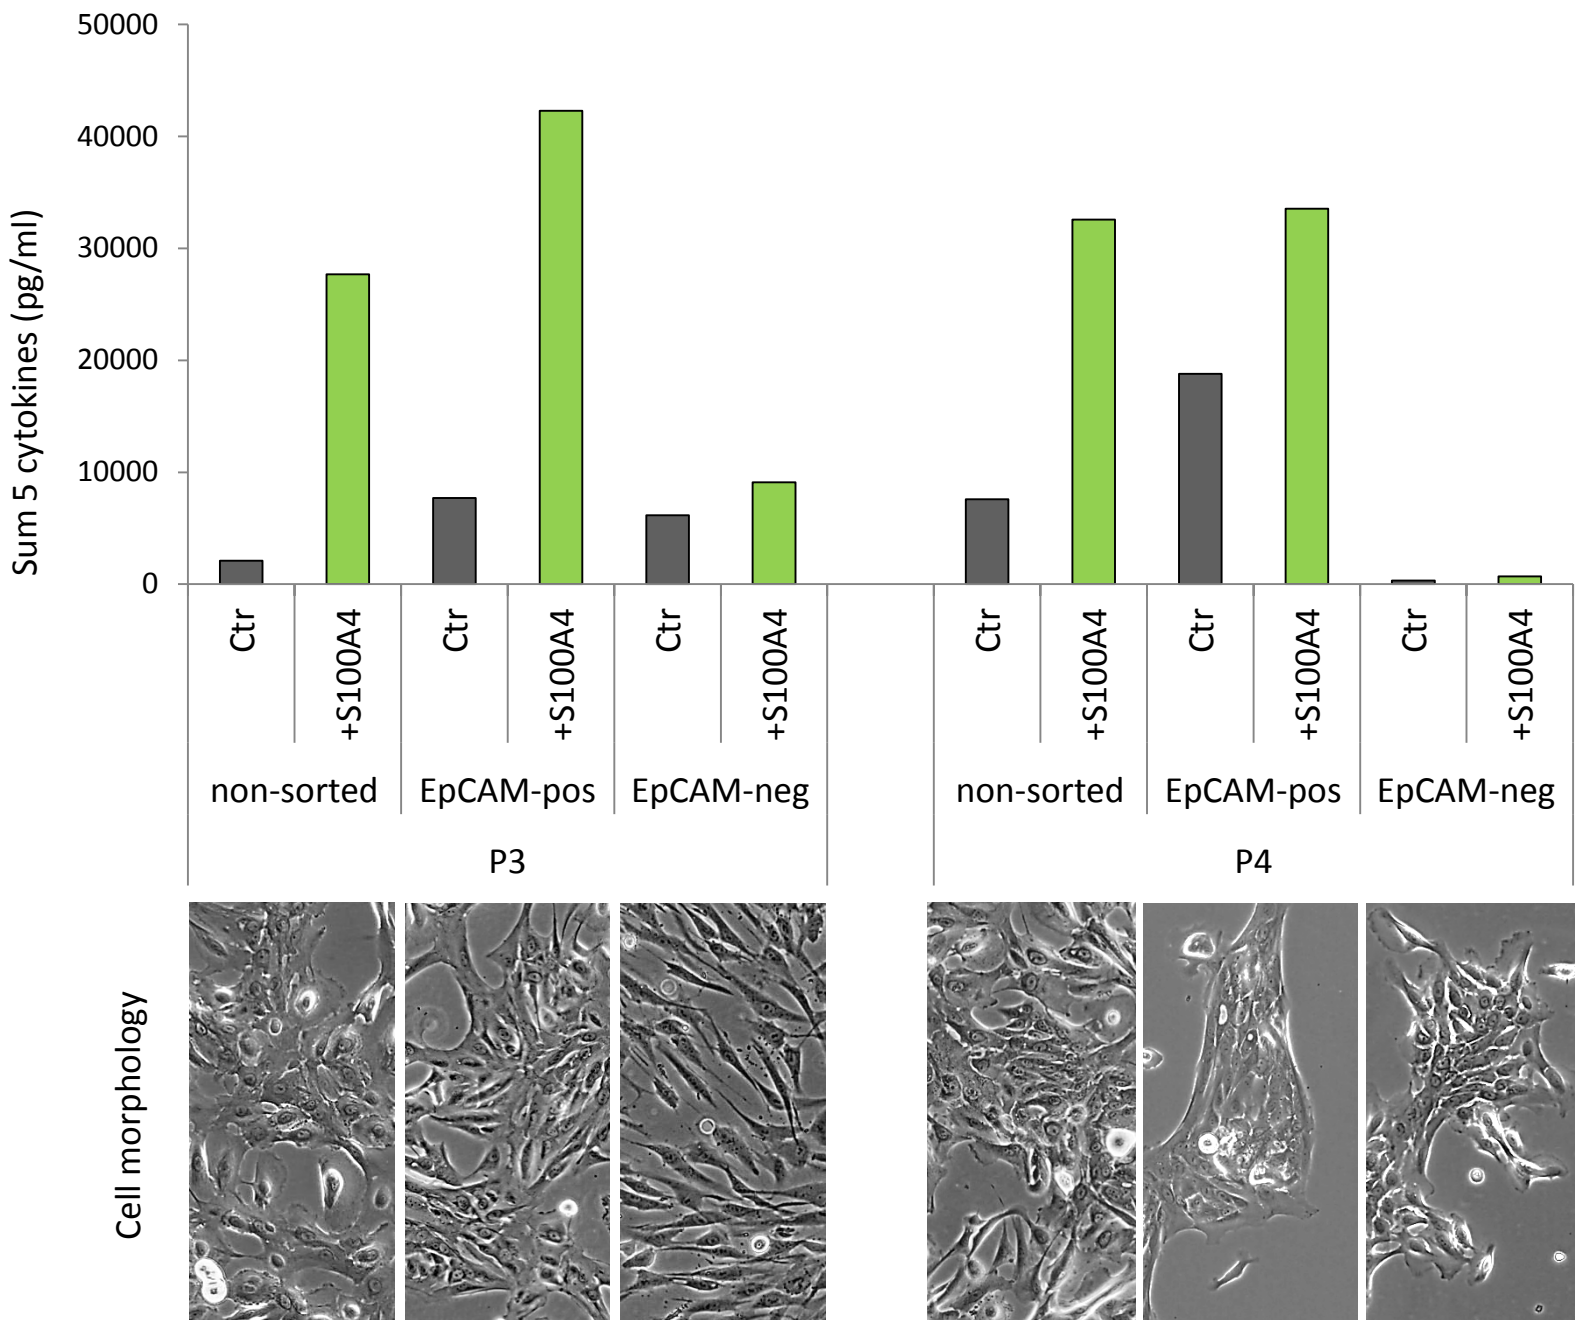 Sum 5 cytokines (pg/ml)
50000
40000
30000
20000
10000
0
Ctr
+S100A4
Ctr
+S100A4
Ctr
+S100A4
Ctr
+S100A4
Ctr
+S100A4
Ctr
+S100A4
non-sorted
EpCAM-pos
EpCAM-neg
non-sorted
EpCAM-pos
EpCAM-neg
P3
P4
Cell morphology